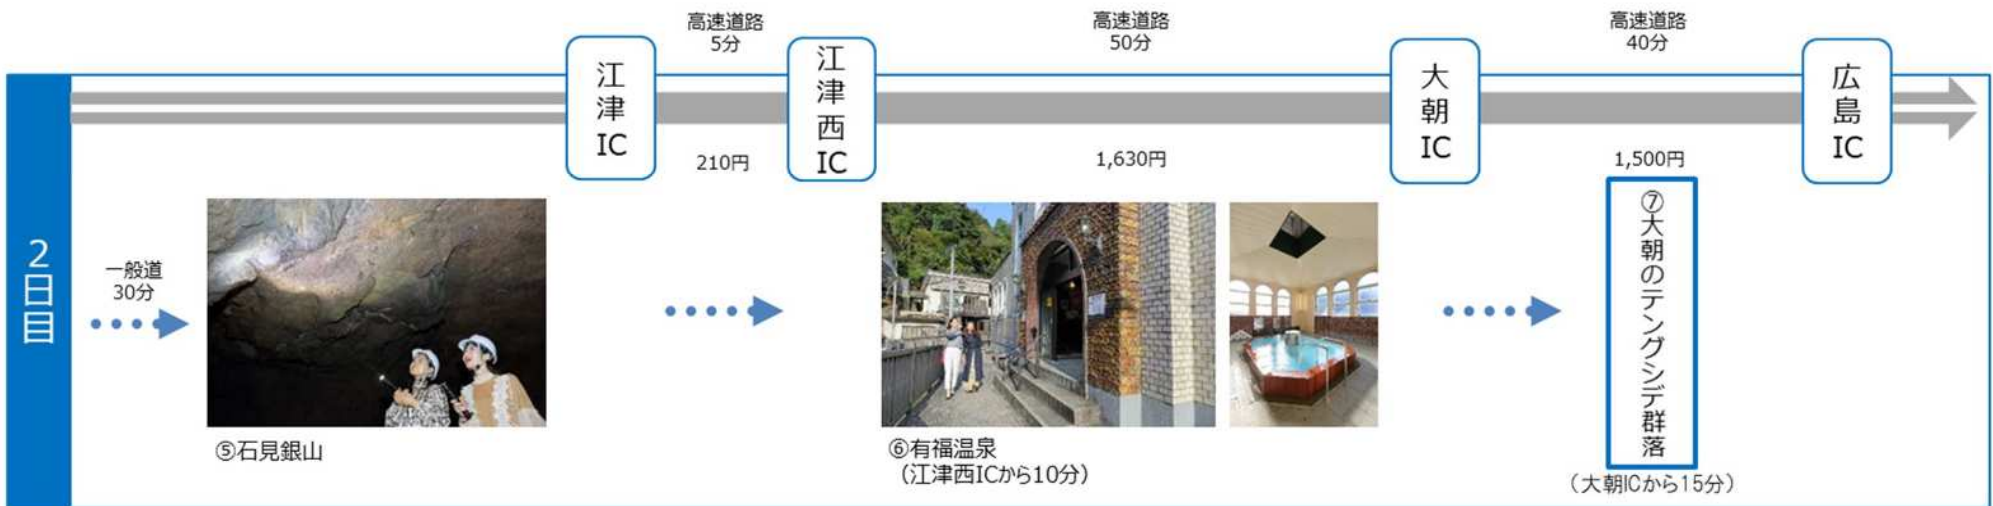 2日目
高速道路
5分
高速道路
50分
高速道路
40分
江津IC
江津西IC
大朝IC
広島IC
210円
1,630円
1,500円
一般道
30分
⑤石見銀山
⑥有福温泉
（江津西ICから10分）
⑦大朝のテングシデ群落
（大朝ICから15分）